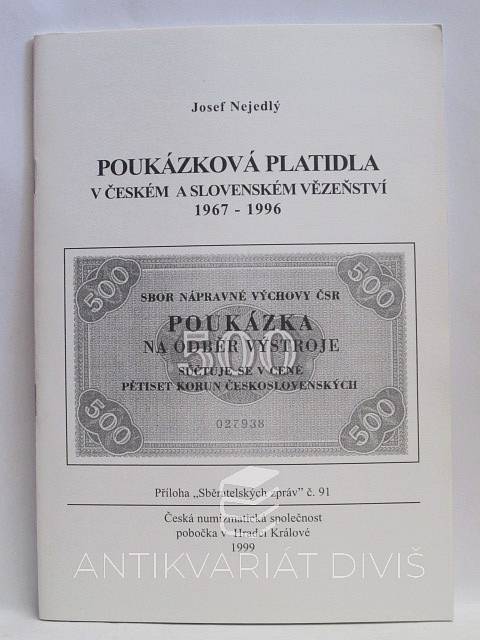 Josef Nejedlý
POUKÁZKOVÁ PLATIDLA
V ČESKÉM A SLOVENSKÉM VĚZEŇSTVÍ
1967 - 1996
500
500
SBOR NÁPRAVNÉ VÝCHOVY ČSR
POUKÁZKA
NA ODBĚR VÝSTROJE
500
SÚČTUJE SE V CENĚ
PĚTISET KORUN ČESKOSLOVENSKÝCH
027938
500
500
Příloha „Sběratelských zpráv" č. 91
Česká numizmatická společnost
pobočka v Hradci Králové
1999
ANTIKVARIÁT DIVIŠ